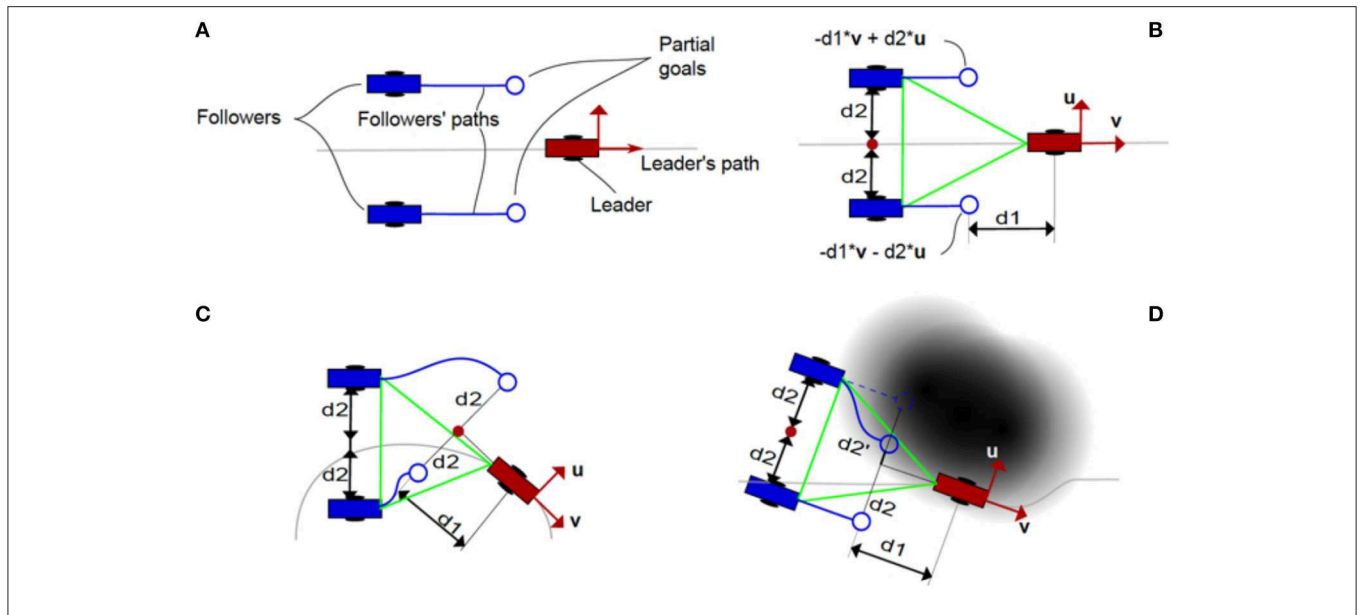 A
Partial
goals
Followers
Followers' paths
Leader's path
Leader
B
-d1*v + d2*u
d2
u
v
d2
d1
-d1*v - d2*u
C
d2
d2
d2
d2
u
v
d1
D
d2
d2
d2'
u
d2
v
d1